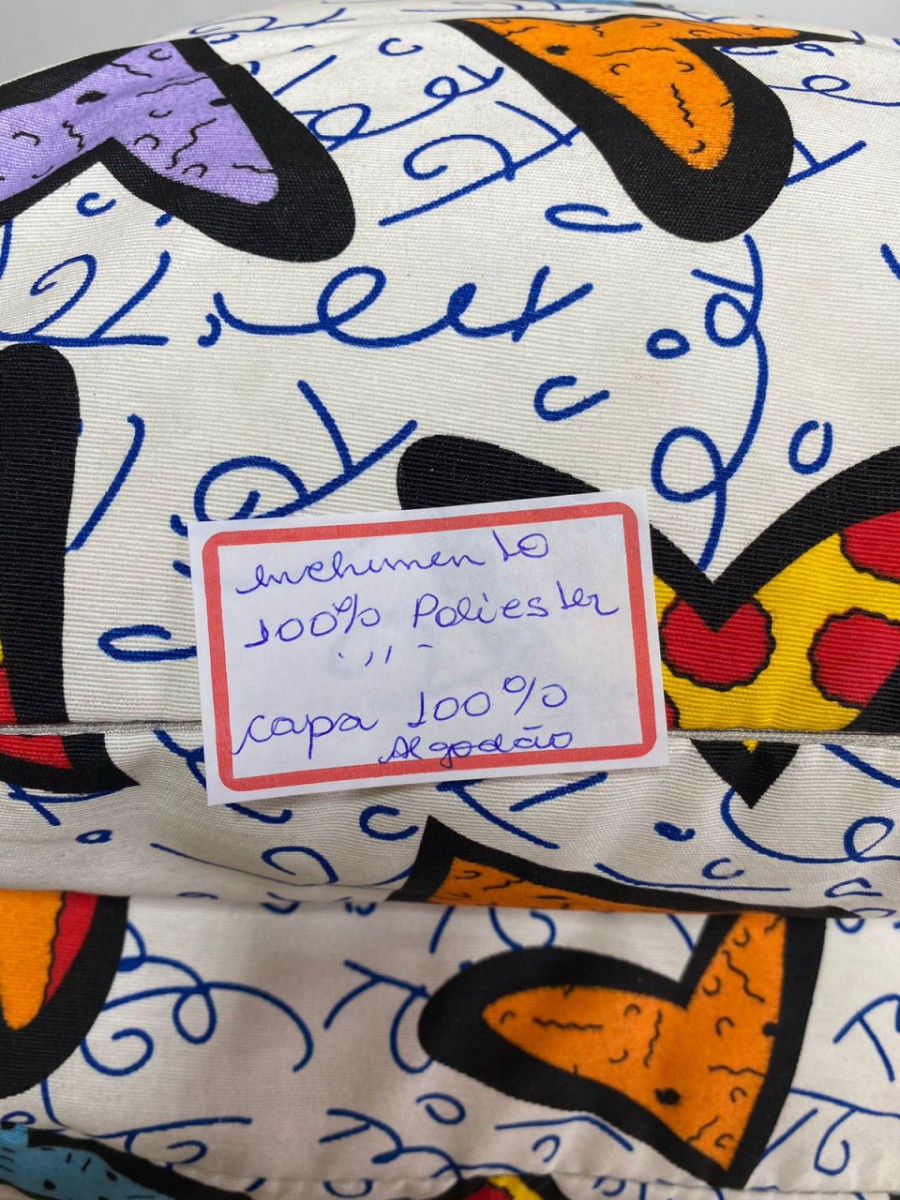 enchimento
100% Poliester
capa 100%
Algodão